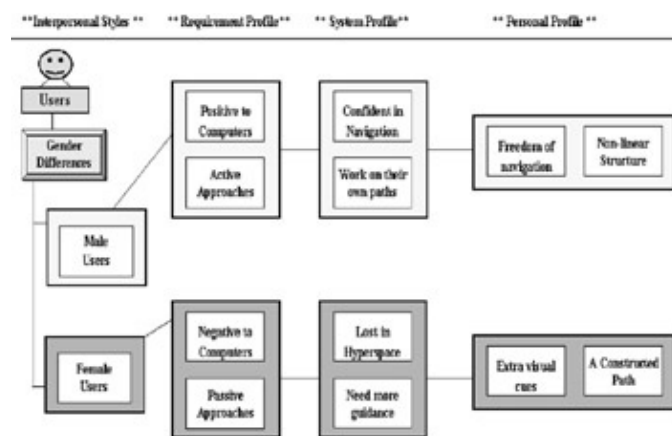 **Interpersonal Styles ** Requirement Profile ** ** System Profile ** ** Personal Profile **
Users
Gender
Differences
Male
Users
Female
Users
Positive to
Computers
Active
Approaches
Negative to
Computers
Passive
Approaches
Confident in
Navigation
Work on their
own paths
Lost in
Hyperspace
Need more
guidance
Freedom of
navigation
Non-linear
Structure
Extra visual
cues
A Constructed
Path